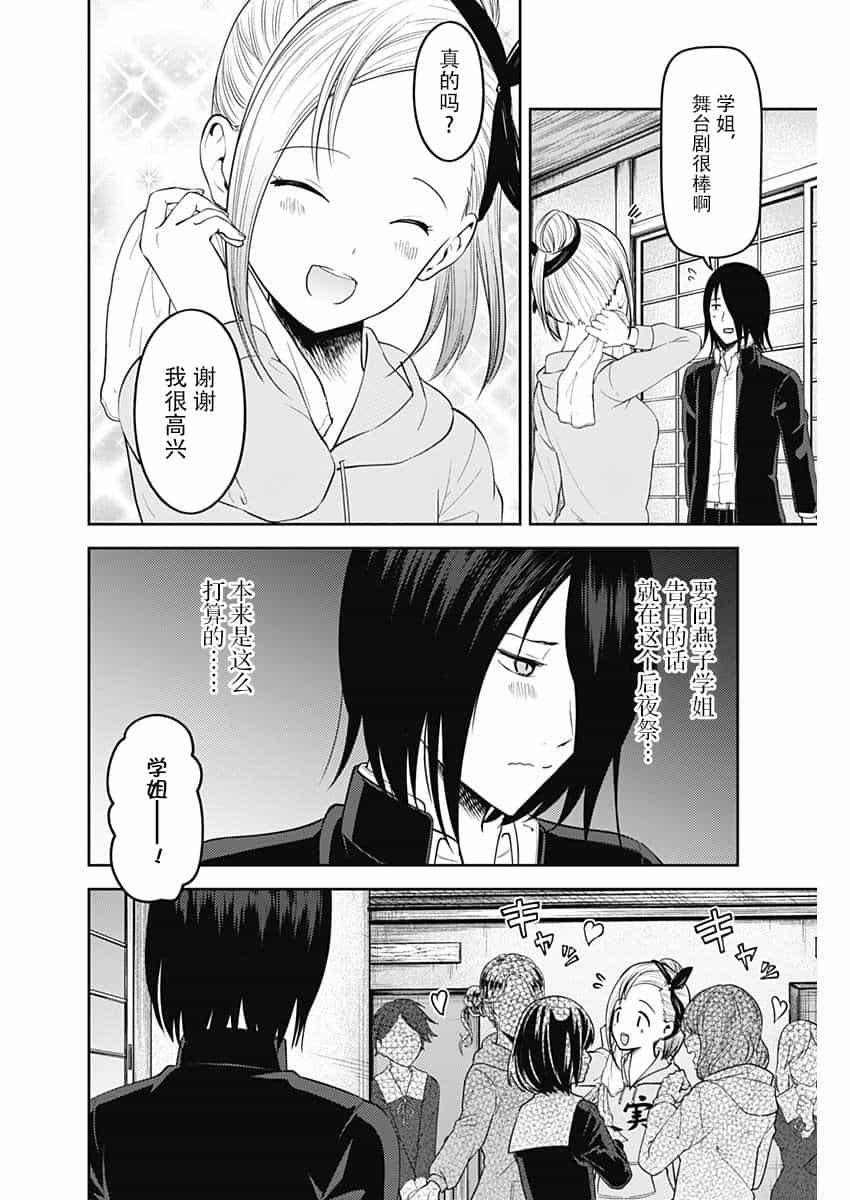 学姐,
舞台剧很棒啊
真的吗?
谢谢
我很高兴
要向燕子学姐
告白的话
就在这个后夜祭…
本来是这么
打算的……
学姐——!
キャッ
キャッ
実